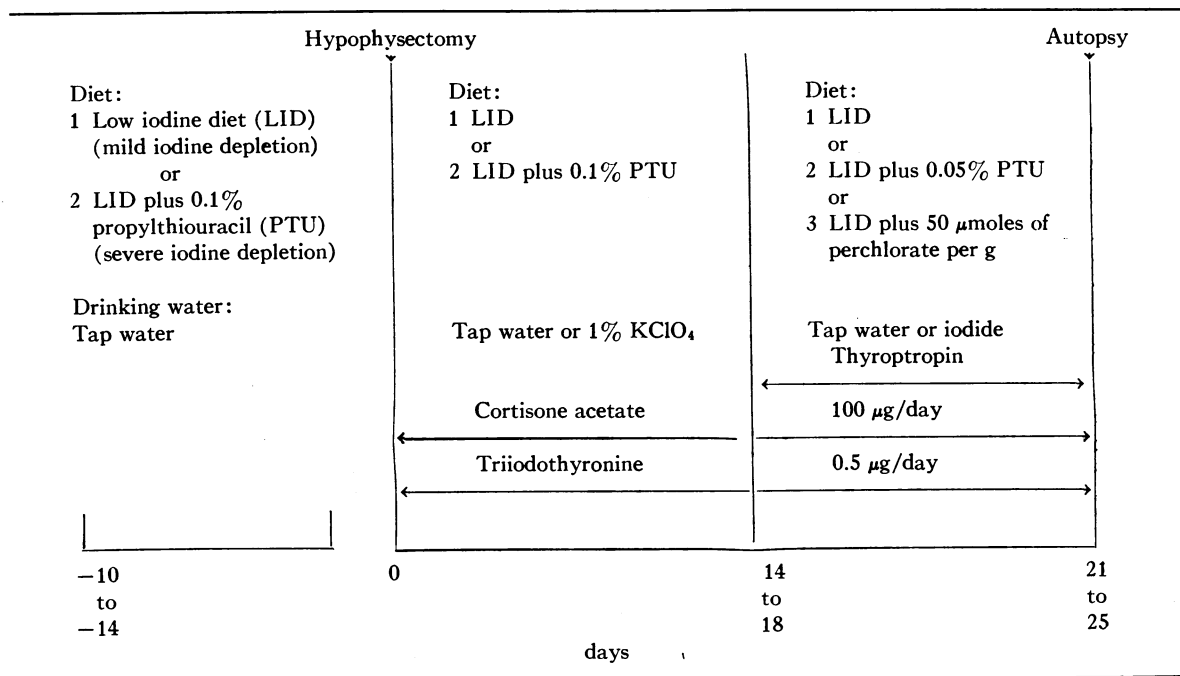 Hypophysectomy
Autopsy
Diet:
1 Low iodine diet (LID)
(mild iodine depletion)
or
2 LID plus 0.1%
propylthiouracil (PTU)
(severe iodine depletion)
Drinking water:
Tap water
Diet:
1 LID
or
2 LID plus 0.1% PTU
Tap water or 1% KClO₄
Diet:
1 LID
or
2 LID plus 0.05% PTU
or
3 LID plus 50 μmoles of
perchlorate per g
Tap water or iodide
Thyroptropin
Cortisone acetate 100 μg/day
Triiodothyronine 0.5 μg/day
−10
to
−14
0
14
to
18
21
to
25
days